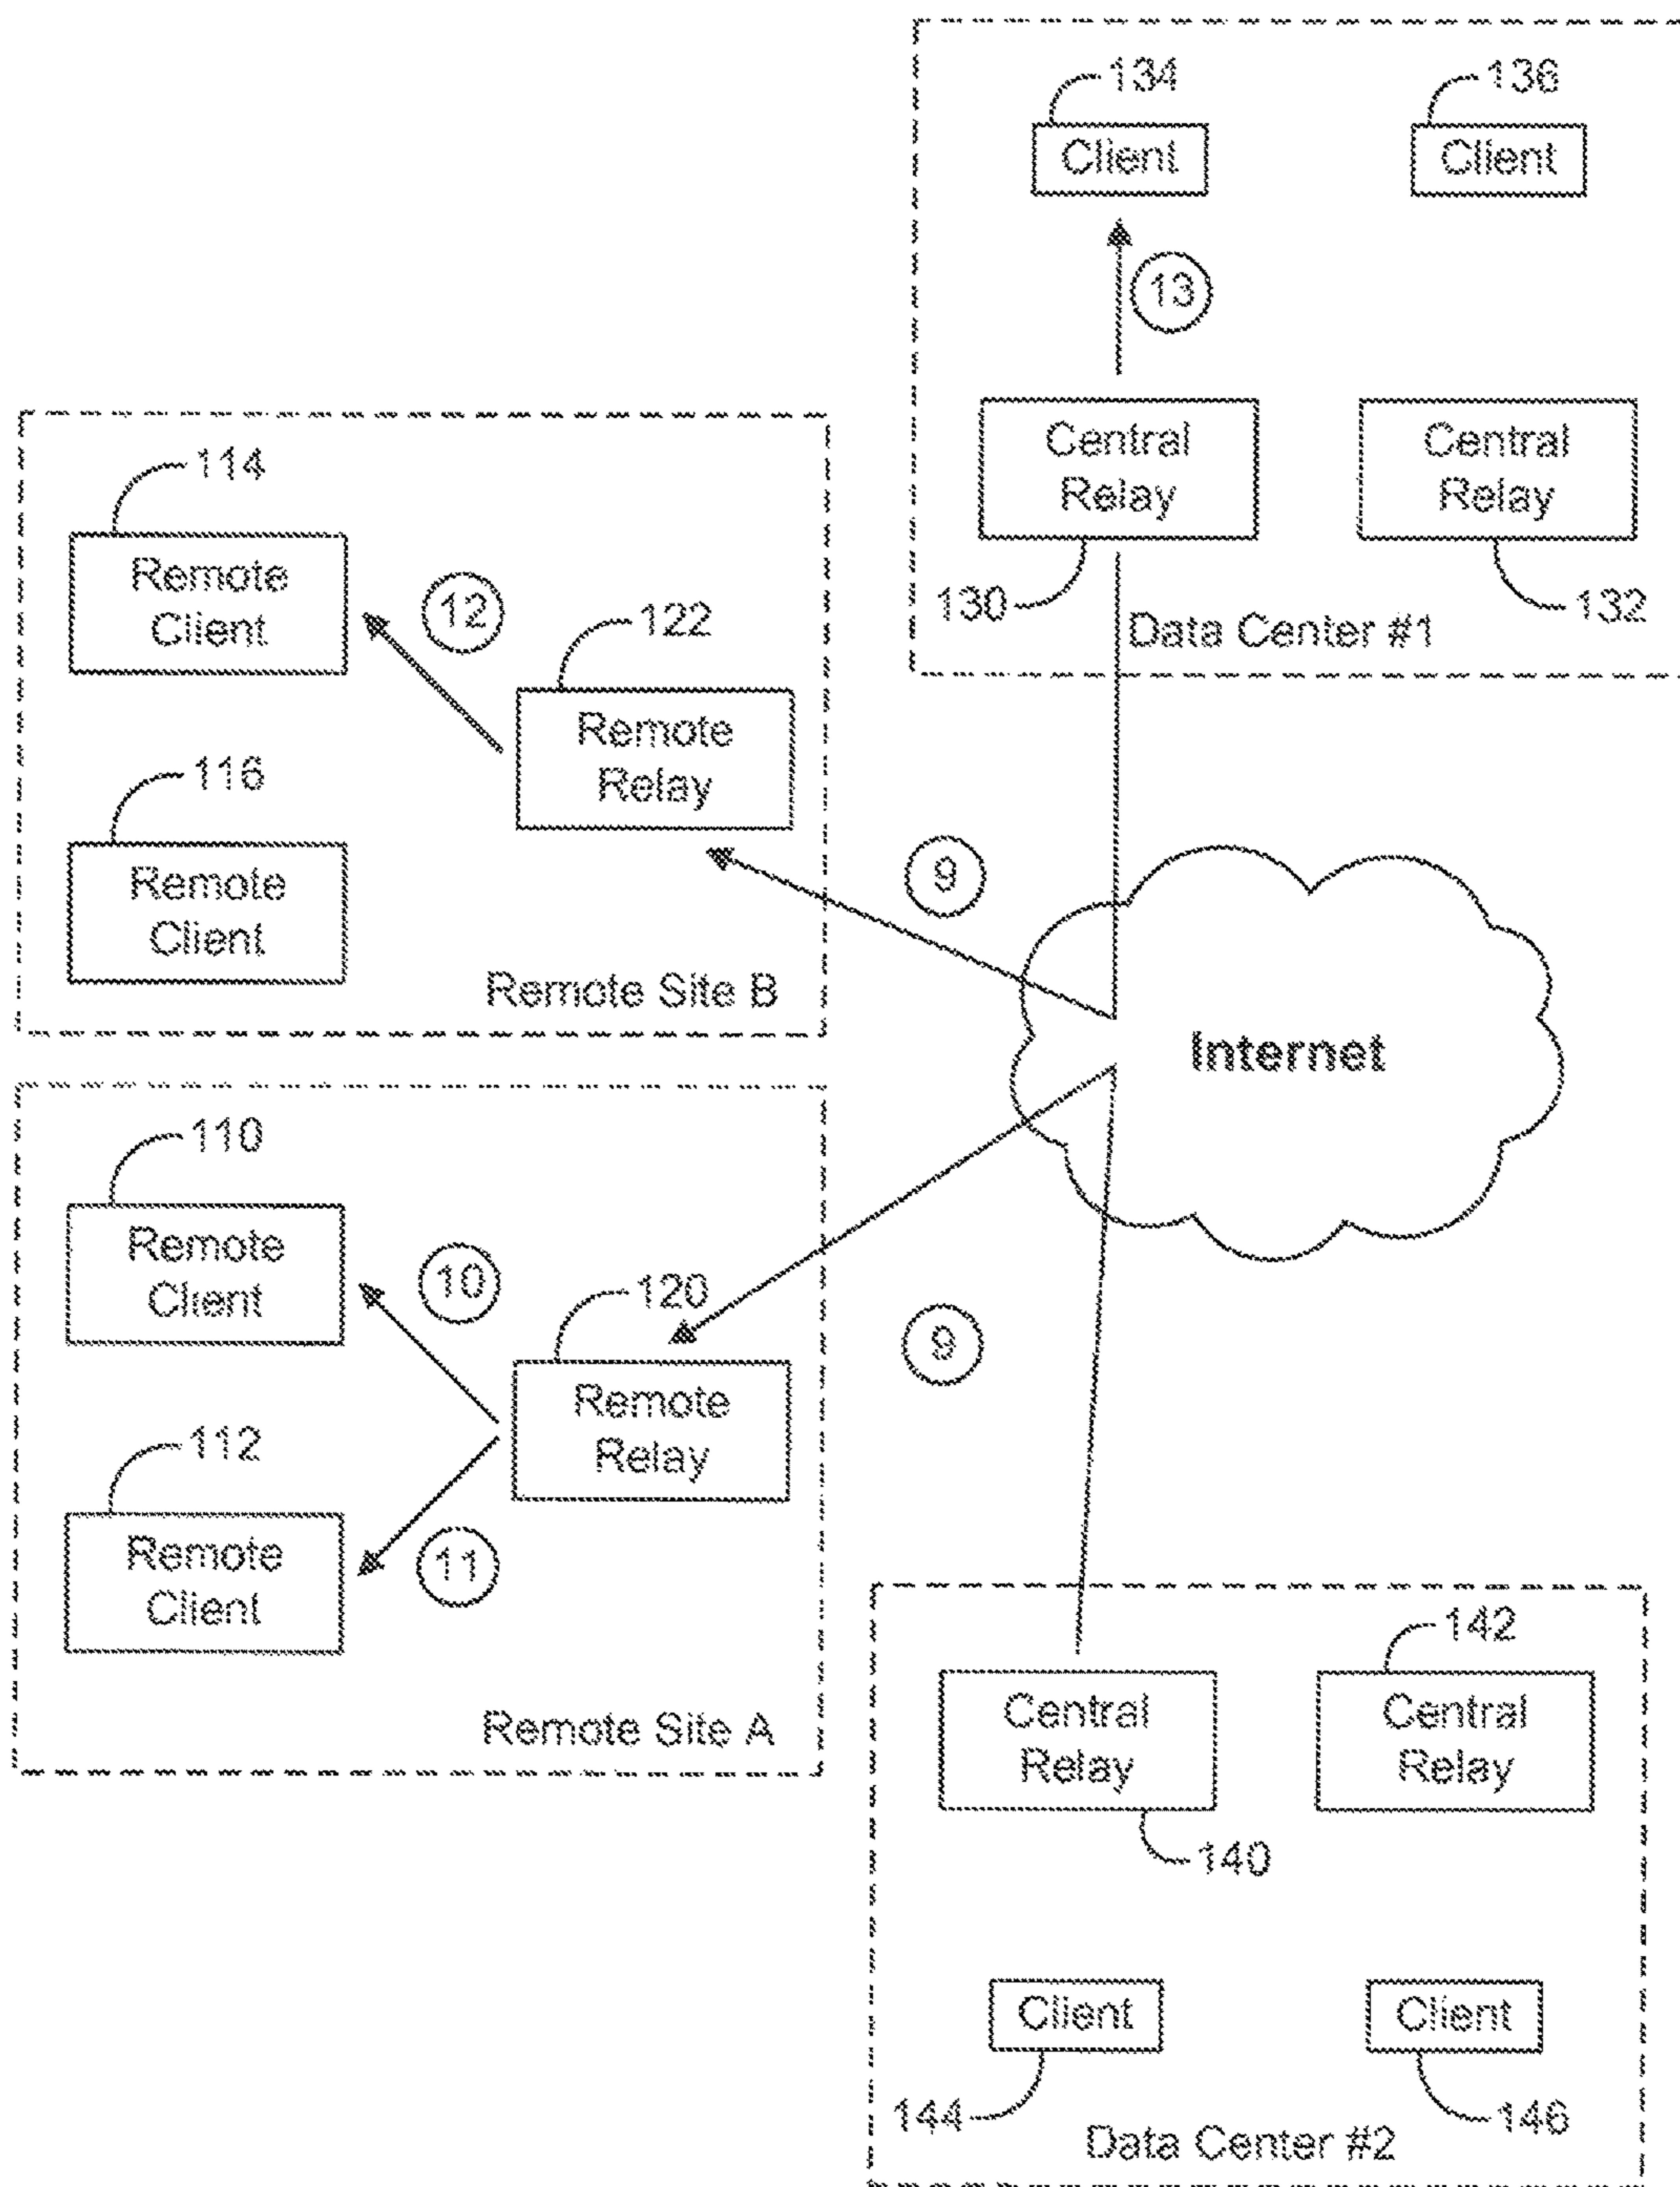 134
136
Client
Client
13
Central
Relay
Central
Relay
130
132
Data Center #1
114
Remote
Client
12
122
Remote
Relay
116
Remote
Client
Remote Site B
9
Internet
110
Remote
Client
10
120
Remote
Relay
112
Remote
Client
11
Remote Site A
9
142
Central
Relay
Central
Relay
140
Client
Client
144
146
Data Center #2